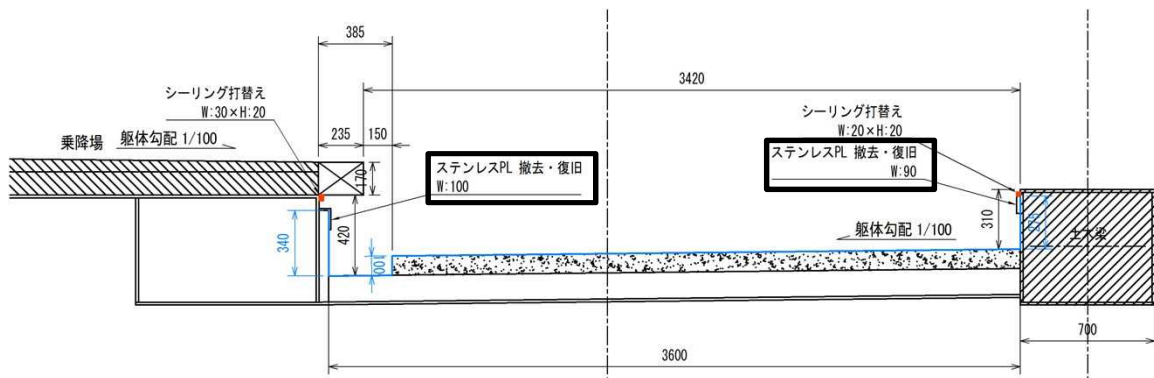 385
3420
シーリング打替え
W:30×H:20
乗降場 躯体勾配 1/100
235 150
170
ステンレスPL 撤去・復旧
W:100
シーリング打替え
W:20×H:20
ステンレスPL 撤去・復旧
W:90
340
420
躯体勾配 1/100
310
3600
700